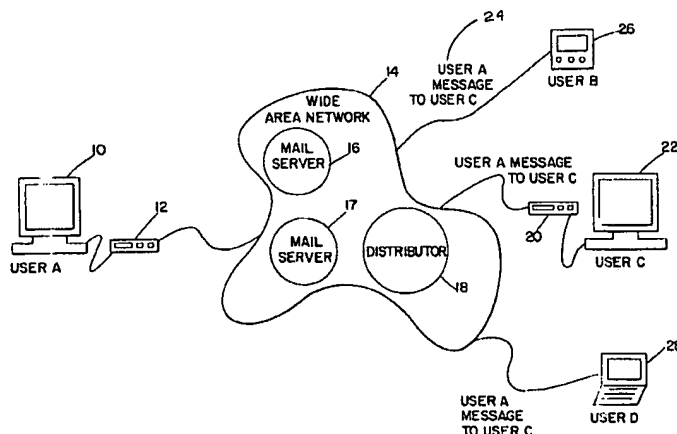 24
26
USER A
MESSAGE
TO USER C
USER B
14
WIDE
AREA NETWORK
MAIL
SERVER
16
10
12
USER A
17
MAIL
SERVER
DISTRIBUTOR
18
USER A MESSAGE
TO USER C
22
20
USER C
28
USER A
MESSAGE
TO USER C
USER D